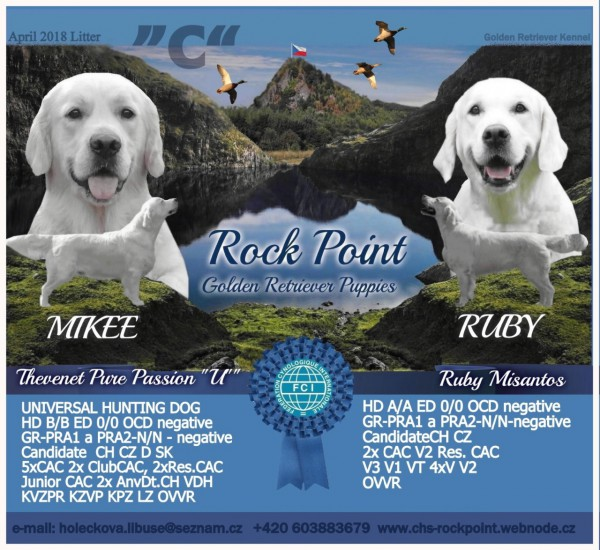 April 2018 Litter
"C"
Golden Retriever Kennel
Rock Point
Golden Retriever Puppies
MIKEE
RUBY
Thevenet Pure Passion "U"
Ruby Misantos
FCI
UNIVERSAL HUNTING DOG
HD B/B ED 0/0 OCD negative
GR-PRA1 a PRA2-N/N - negative
Candidate CH CZ D SK
5xCAC 2x ClubCAC, 2xRes.CAC
Junior CAC 2x AnvDt.CH VDH
KVZPR KZVP KPZ LZ OVVR
HD A/A ED 0/0 OCD negative
GR-PRA1 a PRA2-N/N-negative
CandidateCH CZ
2x CAC V2 Res. CAC
V3 V1 VT 4xV V2
OVVR
e-mail: holeckova.libuse@seznam.cz +420 603883679 www.chs-rockpoint.webnode.cz